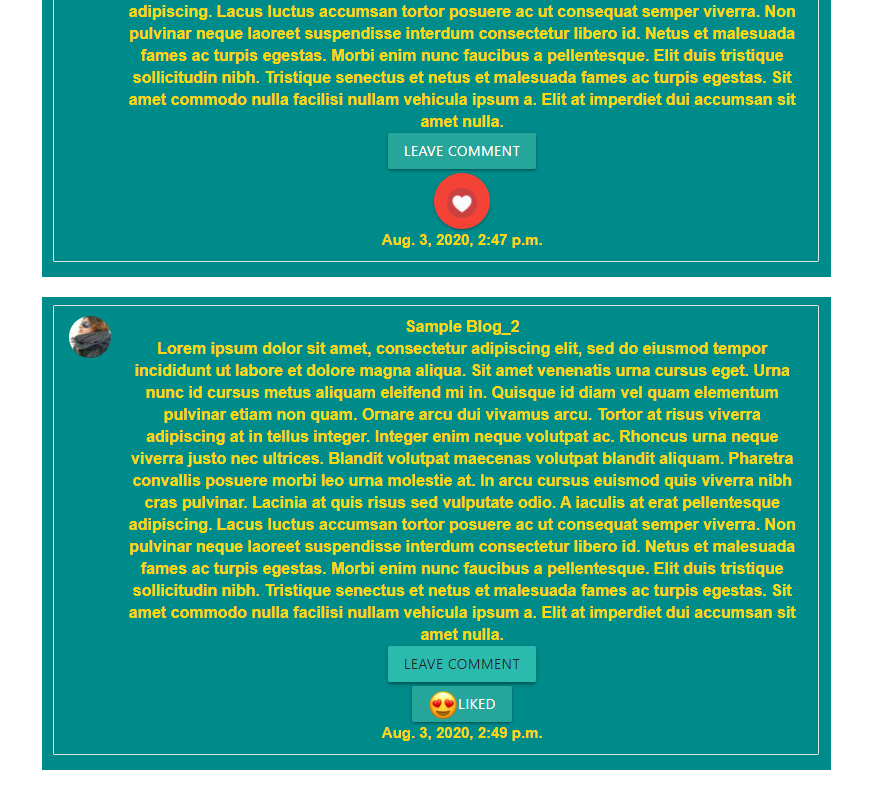 adipiscing. Lacus luctus accumsan tortor posuere ac ut consequat semper viverra. Non
pulvinar neque laoreet suspendisse interdum consectetur libero id. Netus et malesuada
fames ac turpis egestas. Morbi enim nunc faucibus a pellentesque. Elit duis tristique
sollicitudin nibh. Tristique senectus et netus et malesuada fames ac turpis egestas. Sit
amet commodo nulla facilisi nullam vehicula ipsum a. Elit at imperdiet dui accumsan sit
amet nulla.
LEAVE COMMENT
Aug. 3, 2020, 2:47 p.m.
Sample Blog_2
Lorem ipsum dolor sit amet, consectetur adipiscing elit, sed do eiusmod tempor
incididunt ut labore et dolore magna aliqua. Sit amet venenatis urna cursus eget. Urna
nunc id cursus metus aliquam eleifend mi in. Quisque id diam vel quam elementum
pulvinar etiam non quam. Ornare arcu dui vivamus arcu. Tortor at risus viverra
adipiscing at in tellus integer. Integer enim neque volutpat ac. Rhoncus urna neque
viverra justo nec ultrices. Blandit volutpat maecenas volutpat blandit aliquam. Pharetra
convallis posuere morbi leo urna molestie at. In arcu cursus euismod quis viverra nibh
cras pulvinar. Lacinia at quis risus sed vulputate odio. A iaculis at erat pellentesque
adipiscing. Lacus luctus accumsan tortor posuere ac ut consequat semper viverra. Non
pulvinar neque laoreet suspendisse interdum consectetur libero id. Netus et malesuada
fames ac turpis egestas. Morbi enim nunc faucibus a pellentesque. Elit duis tristique
sollicitudin nibh. Tristique senectus et netus et malesuada fames ac turpis egestas. Sit
amet commodo nulla facilisi nullam vehicula ipsum a. Elit at imperdiet dui accumsan sit
amet nulla.
LEAVE COMMENT
😍LIKED
Aug. 3, 2020, 2:49 p.m.